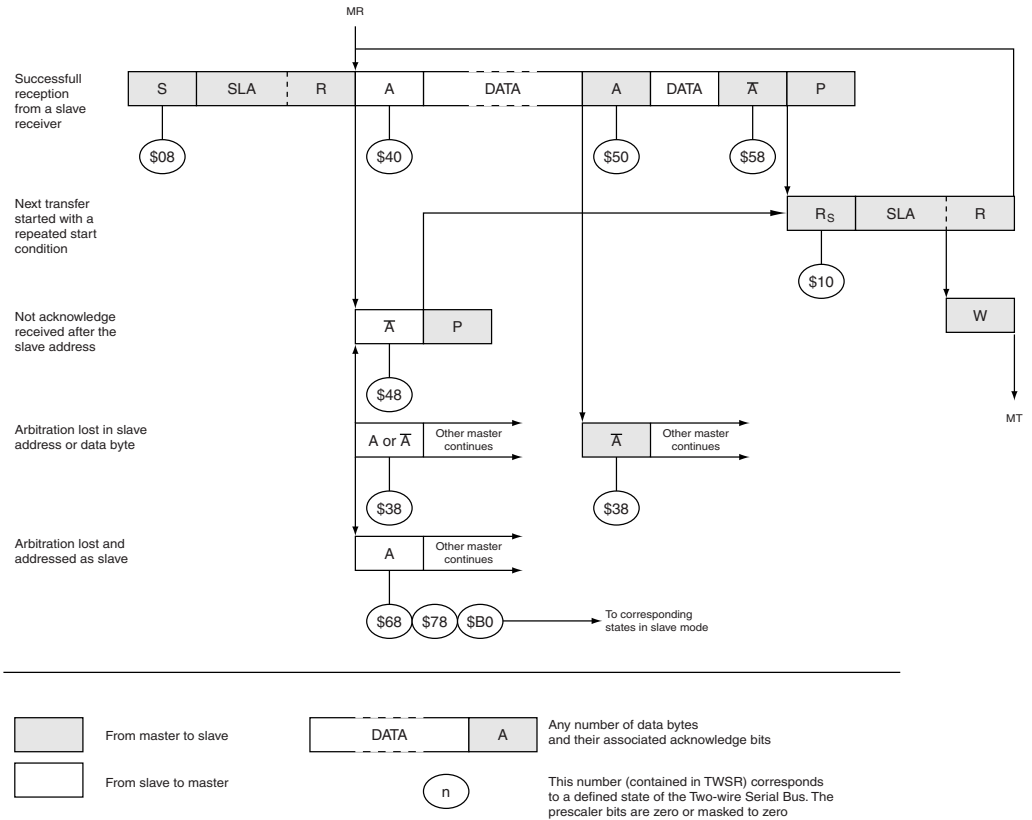 MR
Successfull
reception
from a slave
receiver
S SLA R A DATA A DATA A̅ P
$08 $40 $50 $58
Next transfer
started with a
repeated start
condition
RS SLA R
$10
Not acknowledge
received after the
slave address
A̅ P
W
$48
MT
Arbitration lost in slave
address or data byte
A or A̅
Other master
continues
A̅
Other master
continues
$38 $38
Arbitration lost and
addressed as slave
A
Other master
continues
$68 $78 $B0
To corresponding
states in slave mode
From master to slave
DATA A
Any number of data bytes
and their associated acknowledge bits
From slave to master
n
This number (contained in TWSR) corresponds
to a defined state of the Two-wire Serial Bus. The
prescaler bits are zero or masked to zero